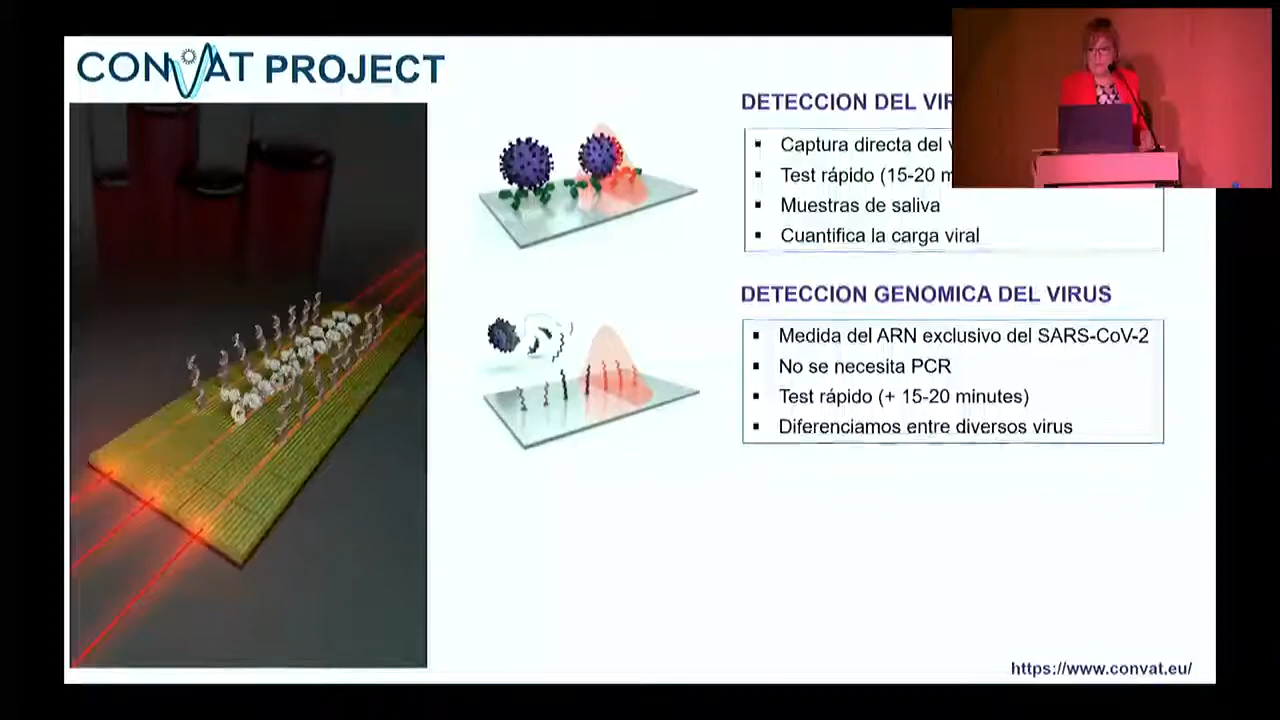 CONVAT PROJECT
DETECCION DEL
Captura directa del
Test rápido (15-20
Muestras de saliva
Cuantifica la carga viral
DETECCION GENOMICA DEL VIRUS
Medida del ARN exclusivo del SARS-CoV-2
No se necesita PCR
Test rápido (+ 15-20 minutes)
Diferenciamos entre diversos virus
https://www.convat.eu/